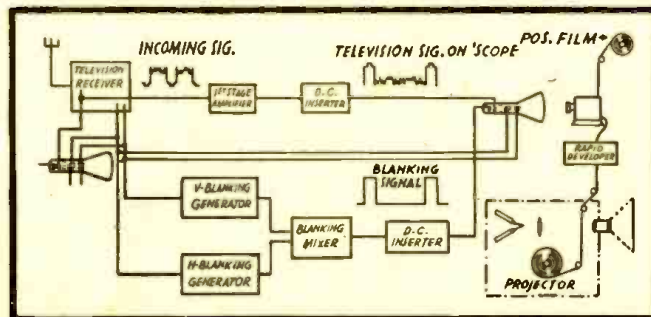 POS. FILM
INCOMING SIG.
TELEVISION SIG. ON 'SCOPE
TELEVISION
RECEIVER
1ST STAGE
AMPLIFIER
D.C.
INSERTER
RAPID
DEVELOPER
BLANKING
SIGNAL
V-BLANKING
GENERATOR
BLANKING
MIXER
D.C.
INSERTER
H-BLANKING
GENERATOR
PROJECTOR